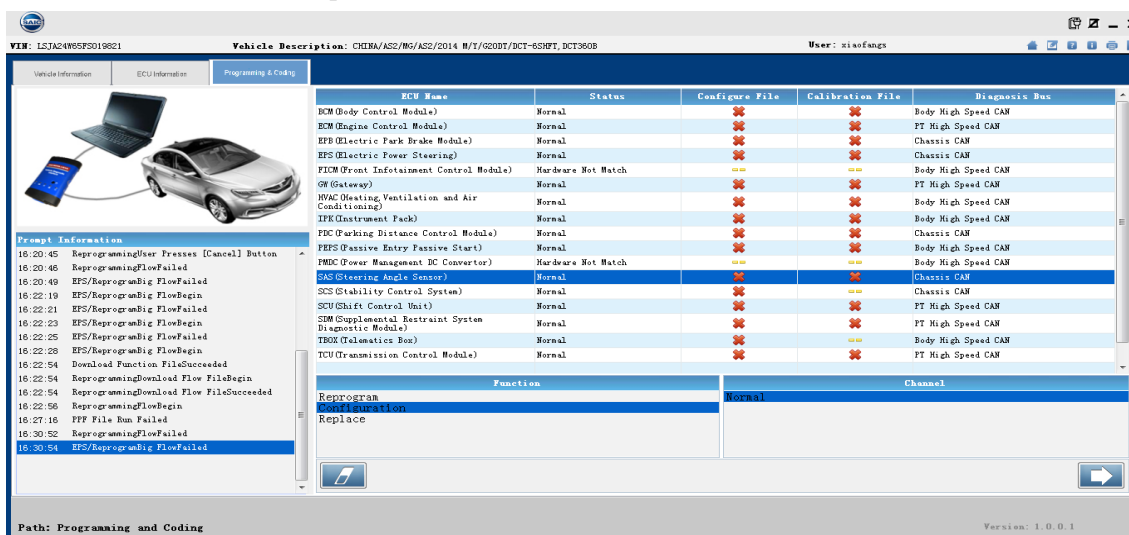 SAIC
VIN: LSJA24W65FS019821 Vehicle Description: CHINA/AS2/MG/AS2/2014 M/Y/G20DT/DCT-6SHFT, DCT360B User: xiaofangs
Vehicle Information ECU Information Programming & Coding
ECU Name Status Configure File Calibration File Diagnosis Bus
BCM(Body Control Module) Normal Body High Speed CAN
ECM(Engine Control Module) Normal PT High Speed CAN
EPB(Electric Park Brake Module) Normal Chassis CAN
EPS(Electric Power Steering) Normal Chassis CAN
FICM(Front Infotainment Control Module) Hardware Not Match Body High Speed CAN
GW(Gateway) Normal PT High Speed CAN
HVAC(Heating, Ventilation and Air
Conditioning) Normal Body High Speed CAN
IPK(Instrument Pack) Normal Body High Speed CAN
PDC(Parking Distance Control Module) Normal Chassis CAN
PEPS(Passive Entry Passive Start) Normal Body High Speed CAN
PMDC(Power Management DC Convertor) Hardware Not Match Body High Speed CAN
SAS(Steering Angle Sensor) Normal Chassis CAN
SCS(Stability Control System) Normal Chassis CAN
SCU(Shift Control Unit) Normal PT High Speed CAN
SDM(Supplemental Restraint System
Diagnostic Module) Normal PT High Speed CAN
TBOX(Telematics Box) Normal Body High Speed CAN
TCU(Transmission Control Module) Normal PT High Speed CAN
Prompt Information
16:20:45 ReprogrammingUser Presses [Cancel] Button
16:20:46 ReprogrammingFlowFailed
16:20:49 EPS/ReprogramBig FlowFailed
16:22:19 EPS/ReprogramBig FlowBegin
16:22:21 EPS/ReprogramBig FlowFailed
16:22:23 EPS/ReprogramBig FlowBegin
16:22:25 EPS/ReprogramBig FlowFailed
16:22:28 EPS/ReprogramBig FlowBegin
16:22:54 Download Function FileSucceeded
16:22:54 ReprogrammingDownload Flow FileBegin
16:22:54 ReprogrammingDownload Flow FileSucceeded
16:22:56 ReprogrammingFlowBegin
16:27:16 PPF File Run Failed
16:30:52 ReprogrammingFlowFailed
16:30:54 EPS/ReprogramBig FlowFailed
Function Channel
Reprogram Normal
Configuration
Replace
Path: Programming and Coding Version: 1.0.0.1